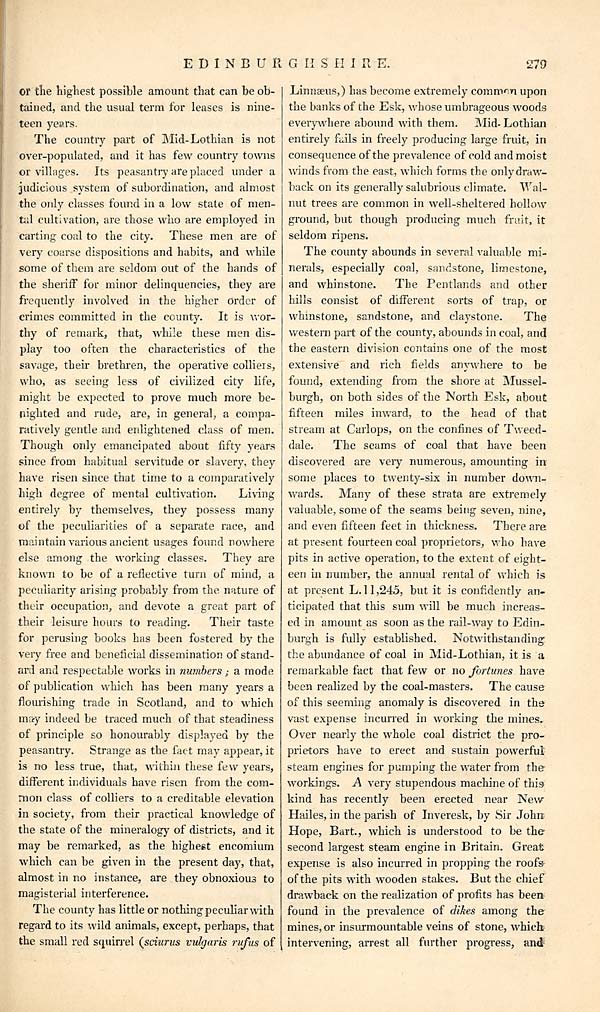 EDINBURGHSHIRE.
279
or the highest possible amount that can be ob-
tained, and the usual term for leases is nine-
teen years.
The country part of Mid-Lothian is not
over-populated, and it has few country towns
or villages. Its peasantry are placed under a
judicious system of subordination, and almost
the only classes found in a low state of men-
tal cultivation, are those who are employed in
carting coal to the city. These men are of
very coarse dispositions and habits, and while
some of them are seldom out of the hands of
the sheriff for minor delinquencies, they are
frequently involved in the higher order of
crimes committed in the county. It is wor-
thy of remark, that, while these men dis-
play too often the characteristics of the
savage, their brethren, the operative colliers,
who, as seeing less of civilized city life,
might be expected to prove much more be-
nighted and rude, are, in general, a compa-
ratively gentle and enlightened class of men.
Though only emancipated about fifty years
since from habitual servitude or slavery, they
have risen since that time to a comparatively
high degree of mental cultivation. Living
entirely by themselves, they possess many
of the peculiarities of a separate race, and
maintain various ancient usages found nowhere
else among the working classes. They are
known to be of a reflective turn of mind, a
peculiarity arising probably from the nature of
their occupation, and devote a great part of
their leisure hours to reading. Their taste
for perusing books has been fostered by the
very free and beneficial dissemination of stand-
ard and respectable works in numbers; a mode
of publication which has been many years a
flourishing trade in Scotland, and to which
may indeed be traced much of that steadiness
of principle so honourably displayed by the
peasantry. Strange as the fact may appear, it
is no less true, that, within these few years,
different individuals have risen from the com-
mon class of colliers to a creditable elevation
in society, from their practical knowledge of
the state of the mineralogy of districts, and it
may be remarked, as the highest encomium
which can be given in the present day, that,
almost in no instance, are they obnoxious to
magisterial interference.
The county has little or nothing peculiar with
regard to its wild animals, except, perhaps, that
the small red squirrel (sciurus vulgaris rufus of
Linnæus,) has become extremely common upon
the banks of the Esk, whose umbrageous woods
everywhere abound with them. Mid-Lothian
entirely fails in freely producing large fruit, in
consequence of the prevalence of cold and moist
winds from the east, which forms the only draw-
back on its generally salubrious climate. Wal-
nut trees are common in well-sheltered hollow
ground, but though producing much fruit, it
seldom ripens.
The county abounds in several valuable mi-
nerals, especially coal, sandstone, limestone,
and whinstone. The Pentlands and other
hills consist of different sorts of trap, or
whinstone, sandstone, and claystone. The
western part of the county, abounds in coal, and
the eastern division contains one of the most
extensive and rich fields anywhere to be
found, extending from the shore at Mussel-
burgh, on both sides of the North Esk, about
fifteen miles inward, to the head of that
stream at Carlops, on the confines of Tweed-
dale. The seams of coal that have been
discovered are very numerous, amounting in
some places to twenty-six in number down-
wards. Many of these strata are extremely
valuable, some of the seams being seven, nine,
and even fifteen feet in thickness. There are
at present fourteen coal proprietors, who have
pits in active operation, to the extent of eight-
een in number, the annual rental of which is
at present L.11,245, but it is confidently an-
ticipated that this sum will be much increas-
ed in amount as soon as the rail-way to Edin-
burgh is fully established. Notwithstanding
the abundance of coal in Mid-Lothian, it is a
remarkable fact that few or no fortunes have
been realized by the coal-masters. The cause
of this seeming anomaly is discovered in the
vast expense incurred in working the mines.
Over nearly the whole coal district the pro-
prietors have to erect and sustain powerful
steam engines for pumping the water from the
workings. A very stupendous machine of this
kind has recently been erected near New
Hailes, in the parish of Inveresk, by Sir John
Hope, Bart., which is understood to be the
second largest steam engine in Britain. Great
expense is also incurred in propping the roofs
of the pits with wooden stakes. But the chief
drawback on the realization of profits has been
found in the prevalence of dikes among the
mines, or insurmountable veins of stone, which
intervening, arrest all further progress, and